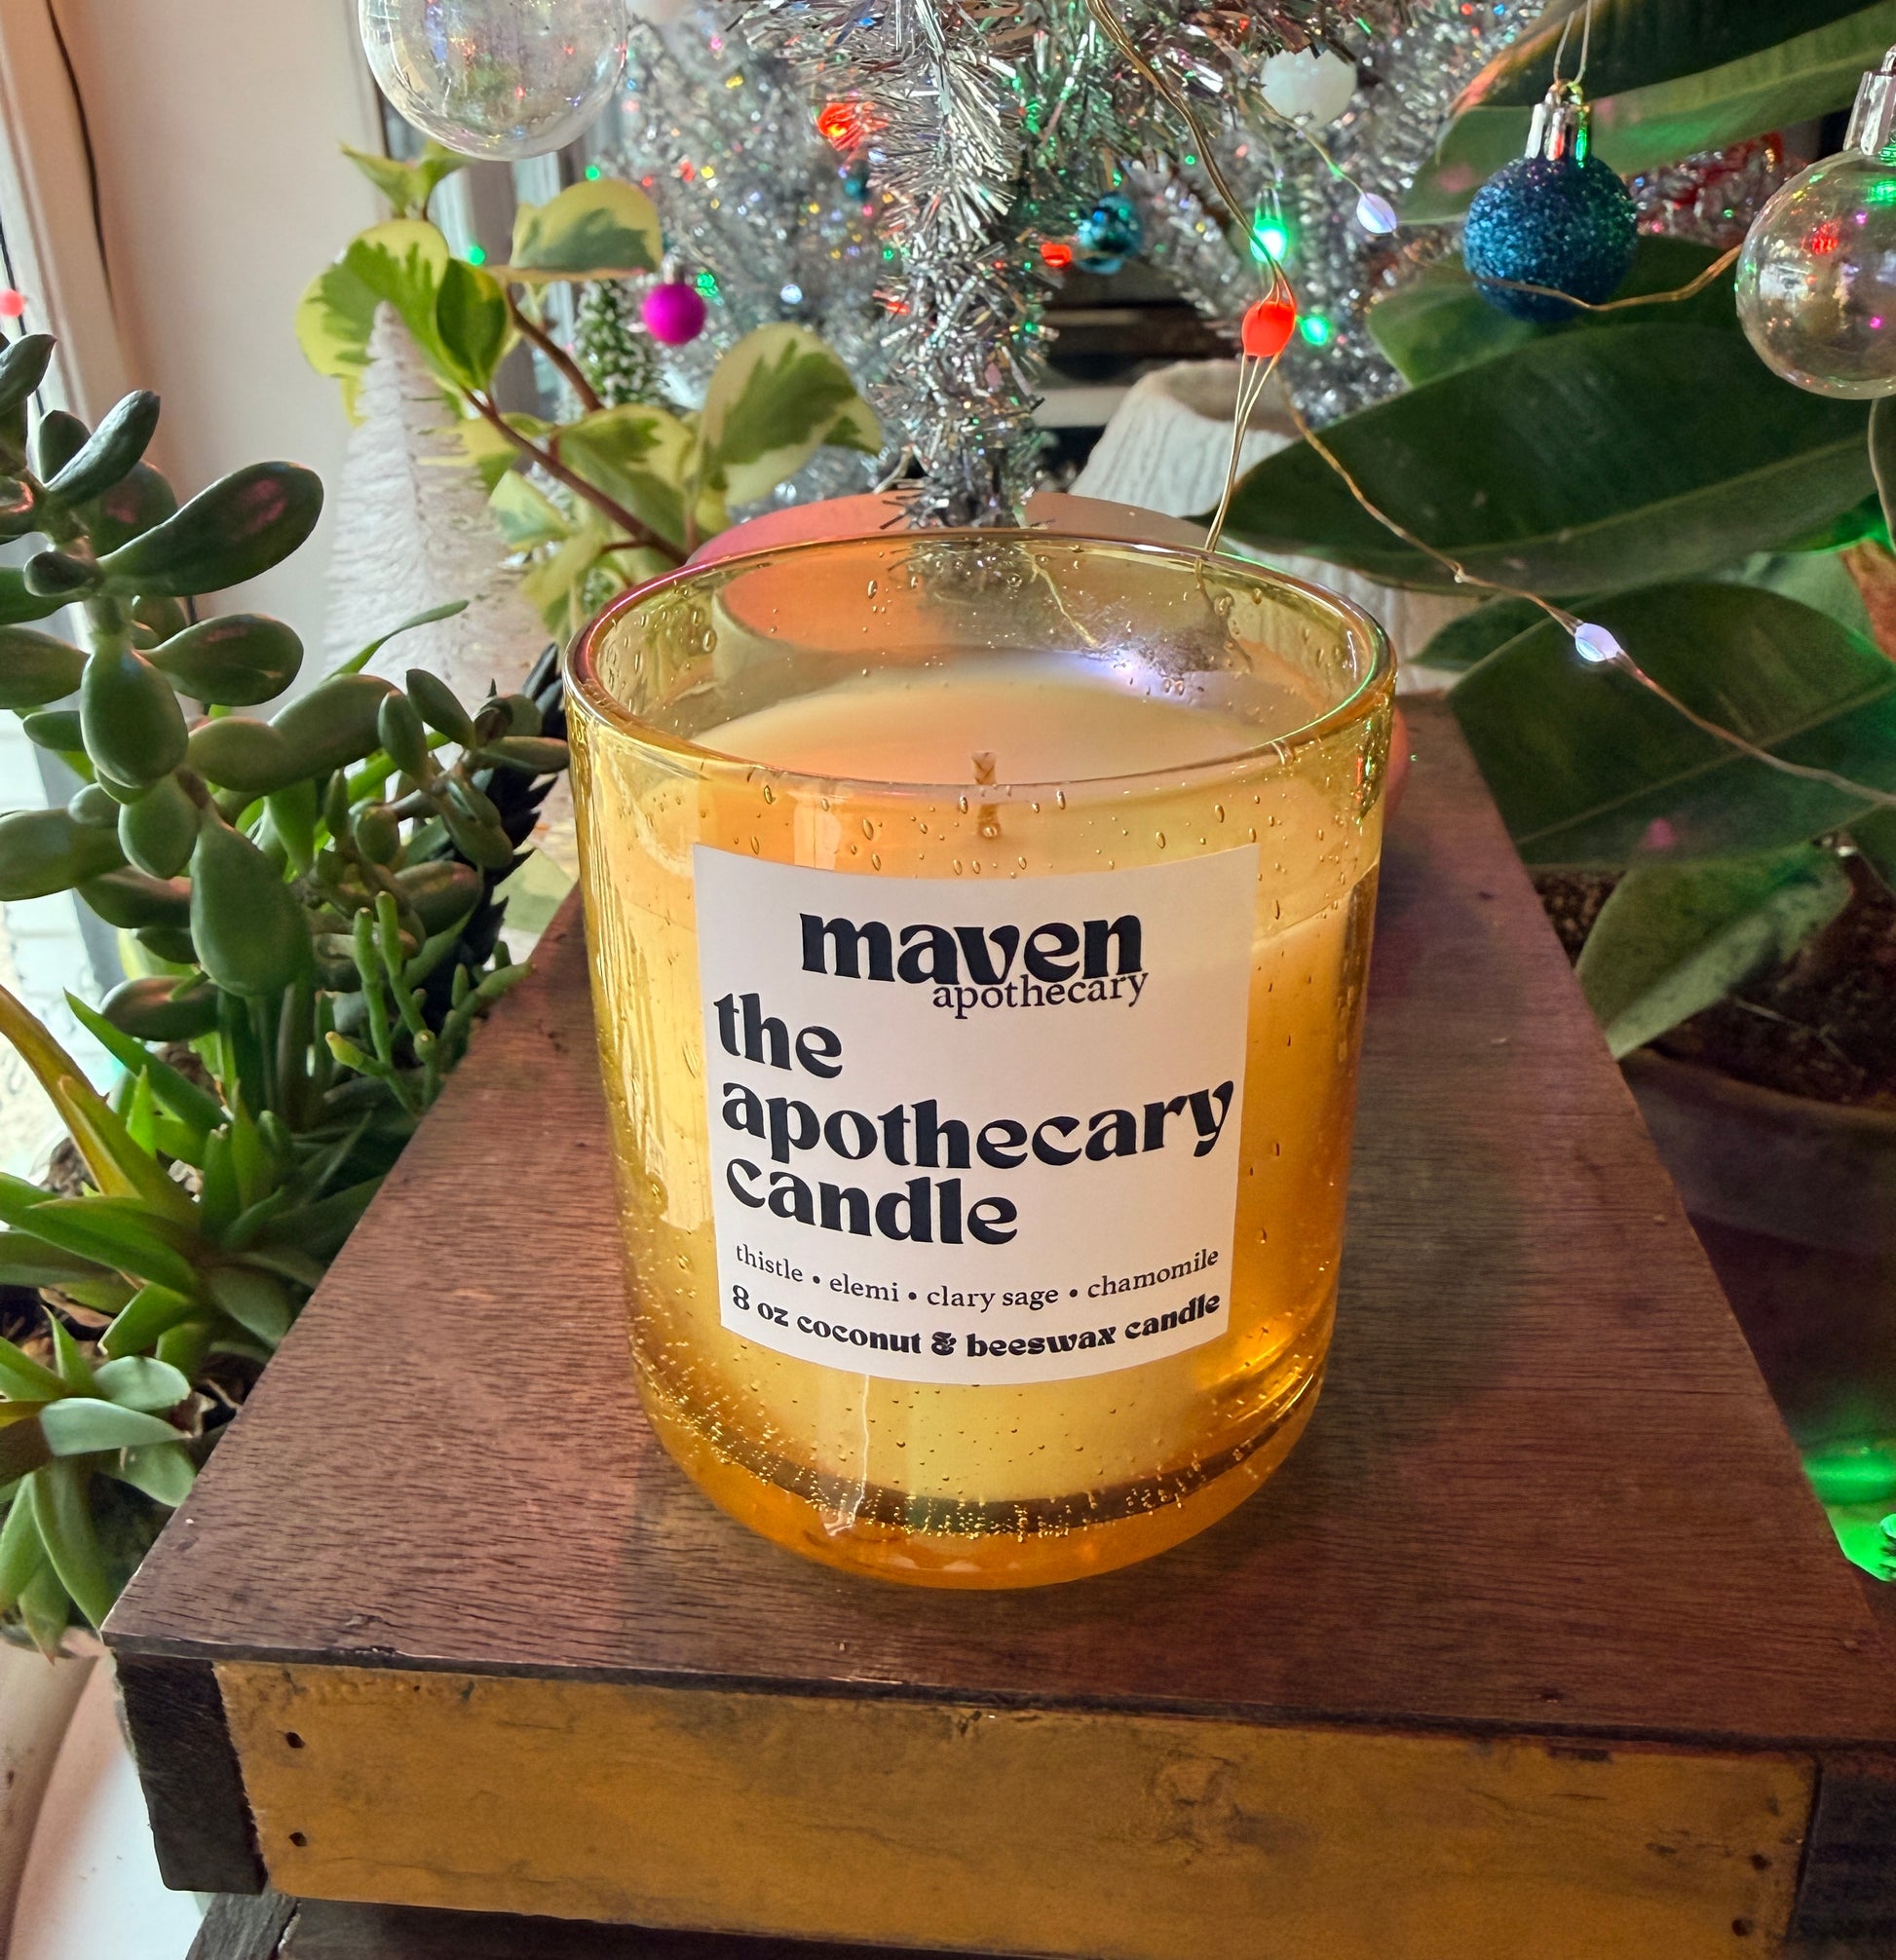 maven
apothecary
the
apothecary
candle
thistle • elemi • clary sage • chamomile
8 oz coconut & beeswax candle